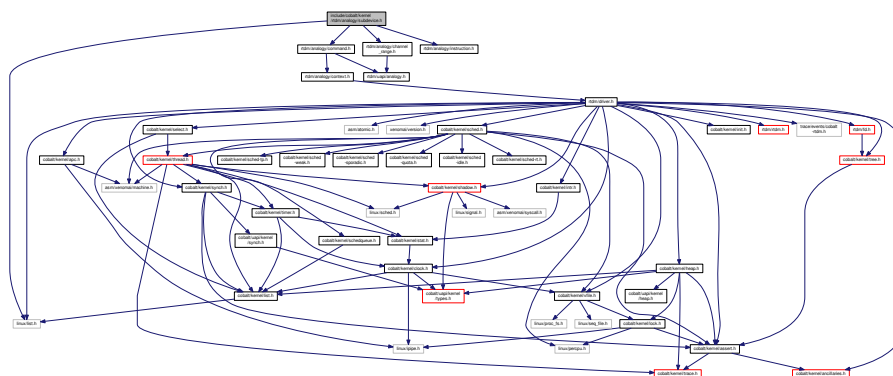 include/cobalt/kernel
/rtdm/analogy/subdevice.h
rtdm/analogy/command.h
rtdm/analogy/channel
_range.h
rtdm/analogy/instruction.h
rtdm/analogy/context.h
rtdm/uapi/analogy.h
rtdm/driver.h
cobalt/kernel/select.h
asm/atomic.h
xenomai/version.h
cobalt/kernel/sched.h
cobalt/kernel/init.h
rtdm/rtdm.h
trace/events/cobalt
-rtdm.h
rtdm/fd.h
cobalt/kernel/apc.h
cobalt/kernel/thread.h
cobalt/kernel/sched-tp.h
cobalt/kernel/sched
-weak.h
cobalt/kernel/sched
-sporadic.h
cobalt/kernel/sched
-quota.h
cobalt/kernel/sched
-idle.h
cobalt/kernel/sched-rt.h
cobalt/kernel/tree.h
asm/xenomai/machine.h
cobalt/kernel/synch.h
cobalt/kernel/shadow.h
cobalt/kernel/intr.h
cobalt/kernel/timer.h
linux/sched.h
linux/signal.h
asm/xenomai/syscall.h
cobalt/uapi/kernel
/synch.h
cobalt/kernel/schedqueue.h
cobalt/kernel/stat.h
cobalt/kernel/clock.h
cobalt/kernel/heap.h
cobalt/kernel/list.h
cobalt/uapi/kernel
/types.h
cobalt/kernel/vfile.h
cobalt/uapi/kernel
/heap.h
linux/list.h
linux/proc_fs.h
linux/seq_file.h
cobalt/kernel/lock.h
linux/ipipe.h
linux/percpu.h
cobalt/kernel/assert.h
cobalt/kernel/trace.h
cobalt/kernel/ancillaries.h